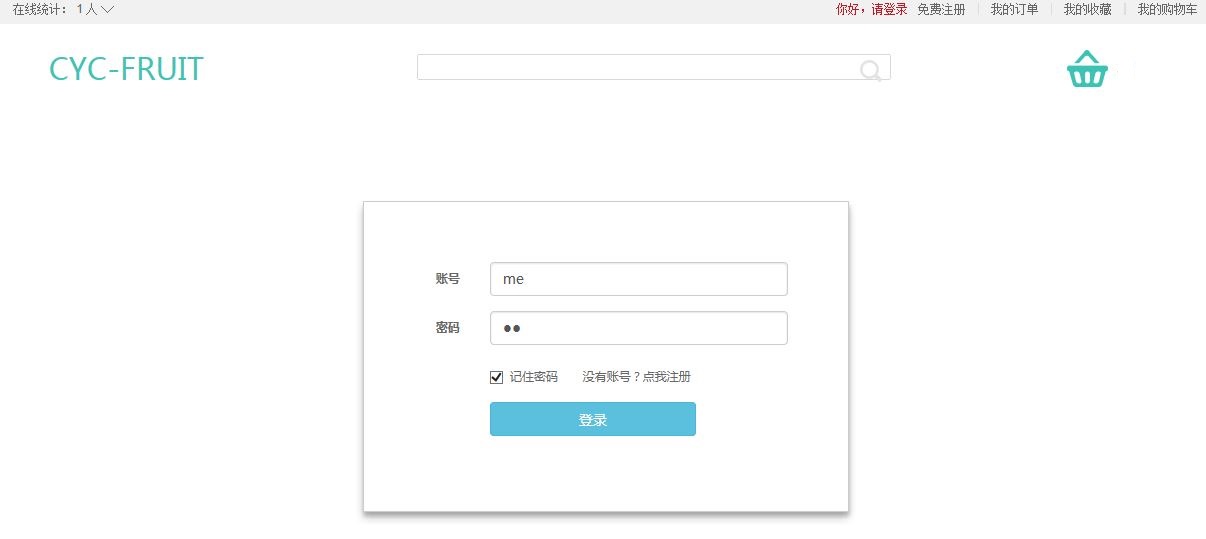 在线统计： 1 人
你好，请登录 免费注册 我的订单 我的收藏 我的购物车
CYC-FRUIT
账号 me
密码 ●●
记住密码 没有账号？点我注册
登录